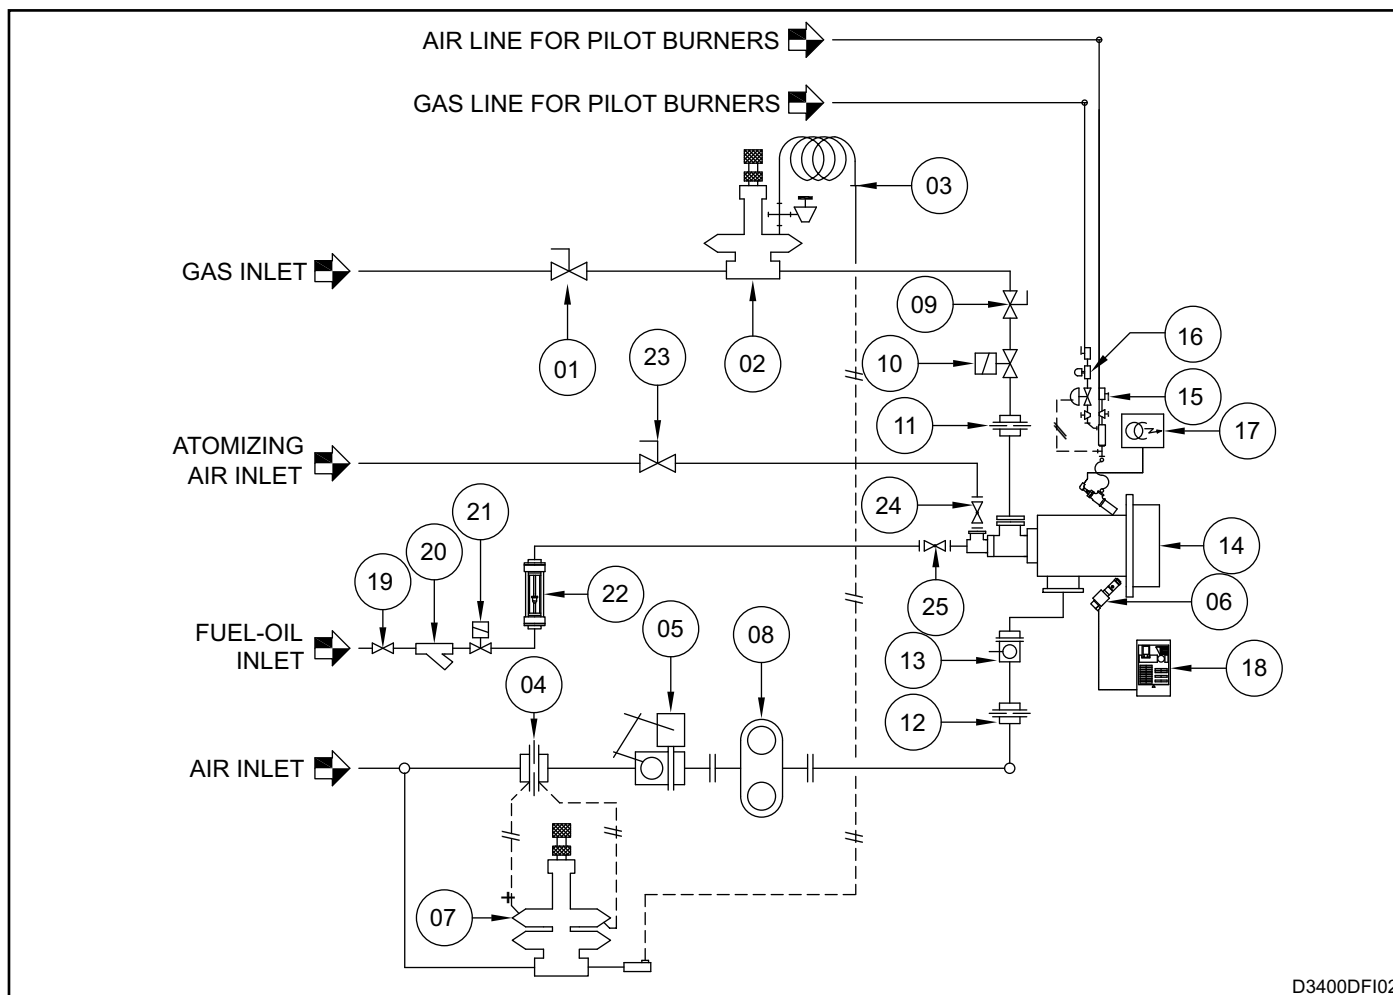 AIR LINE FOR PILOT BURNERS
GAS LINE FOR PILOT BURNERS
03
GAS INLET
09
01
23
02
16
10
15
11
17
ATOMIZING
AIR INLET
21
24
20
14
19
22
25
06
05
08
FUEL-OIL
INLET
13
18
04
12
AIR INLET
07
D3400DFI02